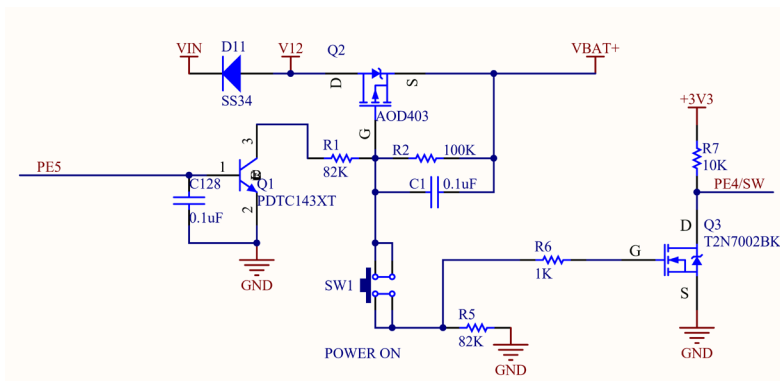 VIN
D11
V12
Q2
VBAT+
D
S
SS34
AOD403
+3V3
G
3
R1
R2
100K
R7
10K
PE5
1
82K
C128
Q1
C1
0.1uF
PE4/SW
PDTC143XT
0.1uF
2
D
Q3
T2N7002BK
R6
G
GND
1K
SW1
S
R5
82K
POWER ON
GND
GND